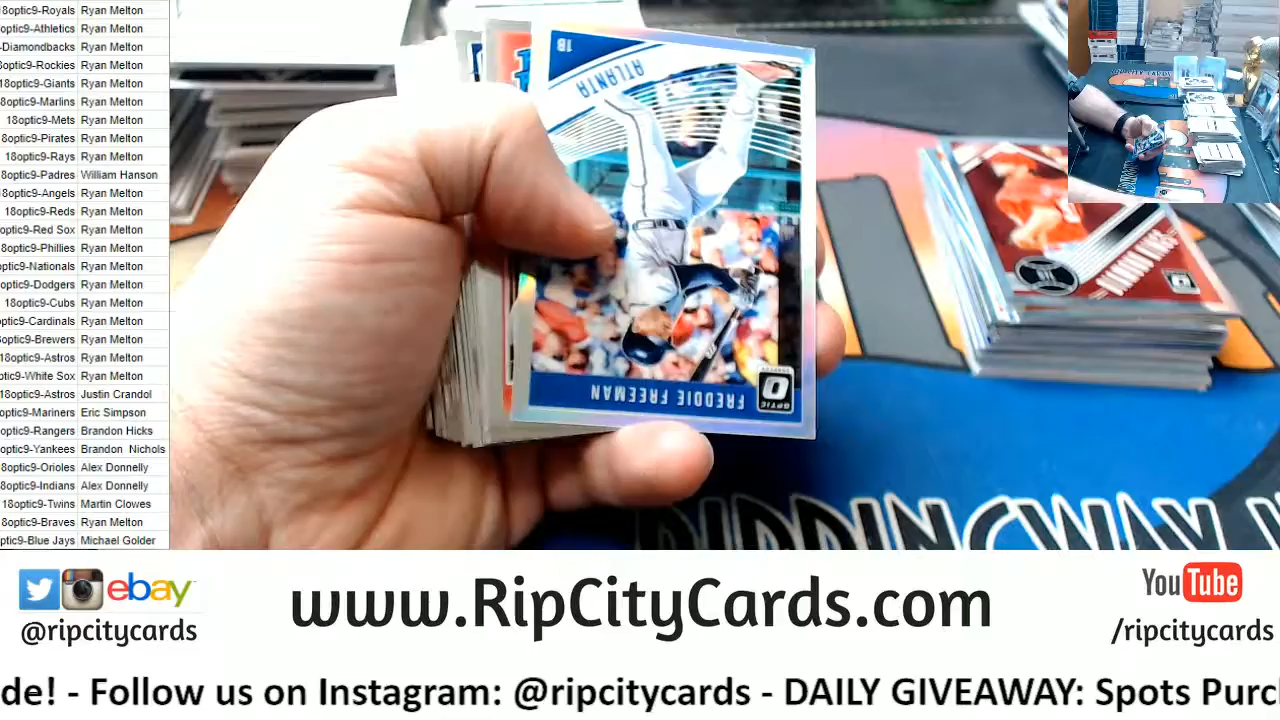 8optic9-Royals Ryan Melton
optic9-Athletics Ryan Melton
-Diamondbacks Ryan Melton
8optic9-Rockies Ryan Melton
18optic9-Giants Ryan Melton
8optic9-Marlins Ryan Melton
18optic9-Mets Ryan Melton
8optic9-Pirates Ryan Melton
18optic9-Rays Ryan Melton
8optic9-Padres William Hanson
optic9-Angels Ryan Melton
18optic9-Reds Ryan Melton
optic9-Red Sox Ryan Melton
8optic9-Phillies Ryan Melton
ptic9-Nationals Ryan Melton
ptic9-Dodgers Ryan Melton
18optic9-Cubs Ryan Melton
ptic9-Cardinals Ryan Melton
optic9-Brewers Ryan Melton
18optic9-Astros Ryan Melton
ptic9-White Sox Ryan Melton
18optic9-Astros Justin Crandol
ptic9-Mariners Eric Simpson
optic9-Rangers Brandon Hicks
optic9-Yankees Brandon Nichols
8optic9-Orioles Alex Donnelly
8optic9-Indians Alex Donnelly
18optic9-Twins Martin Clowes
8optic9-Braves Ryan Melton
ptic9-Blue Jays Michael Golder
1B
ATLANTA
FREDDIE FREEMAN
OPTIC
ebay
@ripcitycards
www.RipCityCards.com
YouTube
/ripcitycards
de! - Follow us on Instagram: @ripcitycards - DAILY GIVEAWAY: Spots Purch